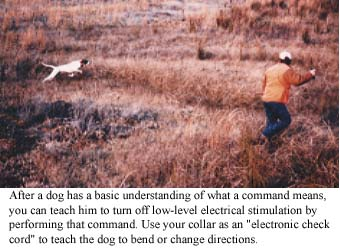 After a dog has a basic understanding of what a command means,
you can teach him to turn off low-level electrical stimulation by
performing that command. Use your collar as an "electronic check
cord" to teach the dog to bend or change directions.